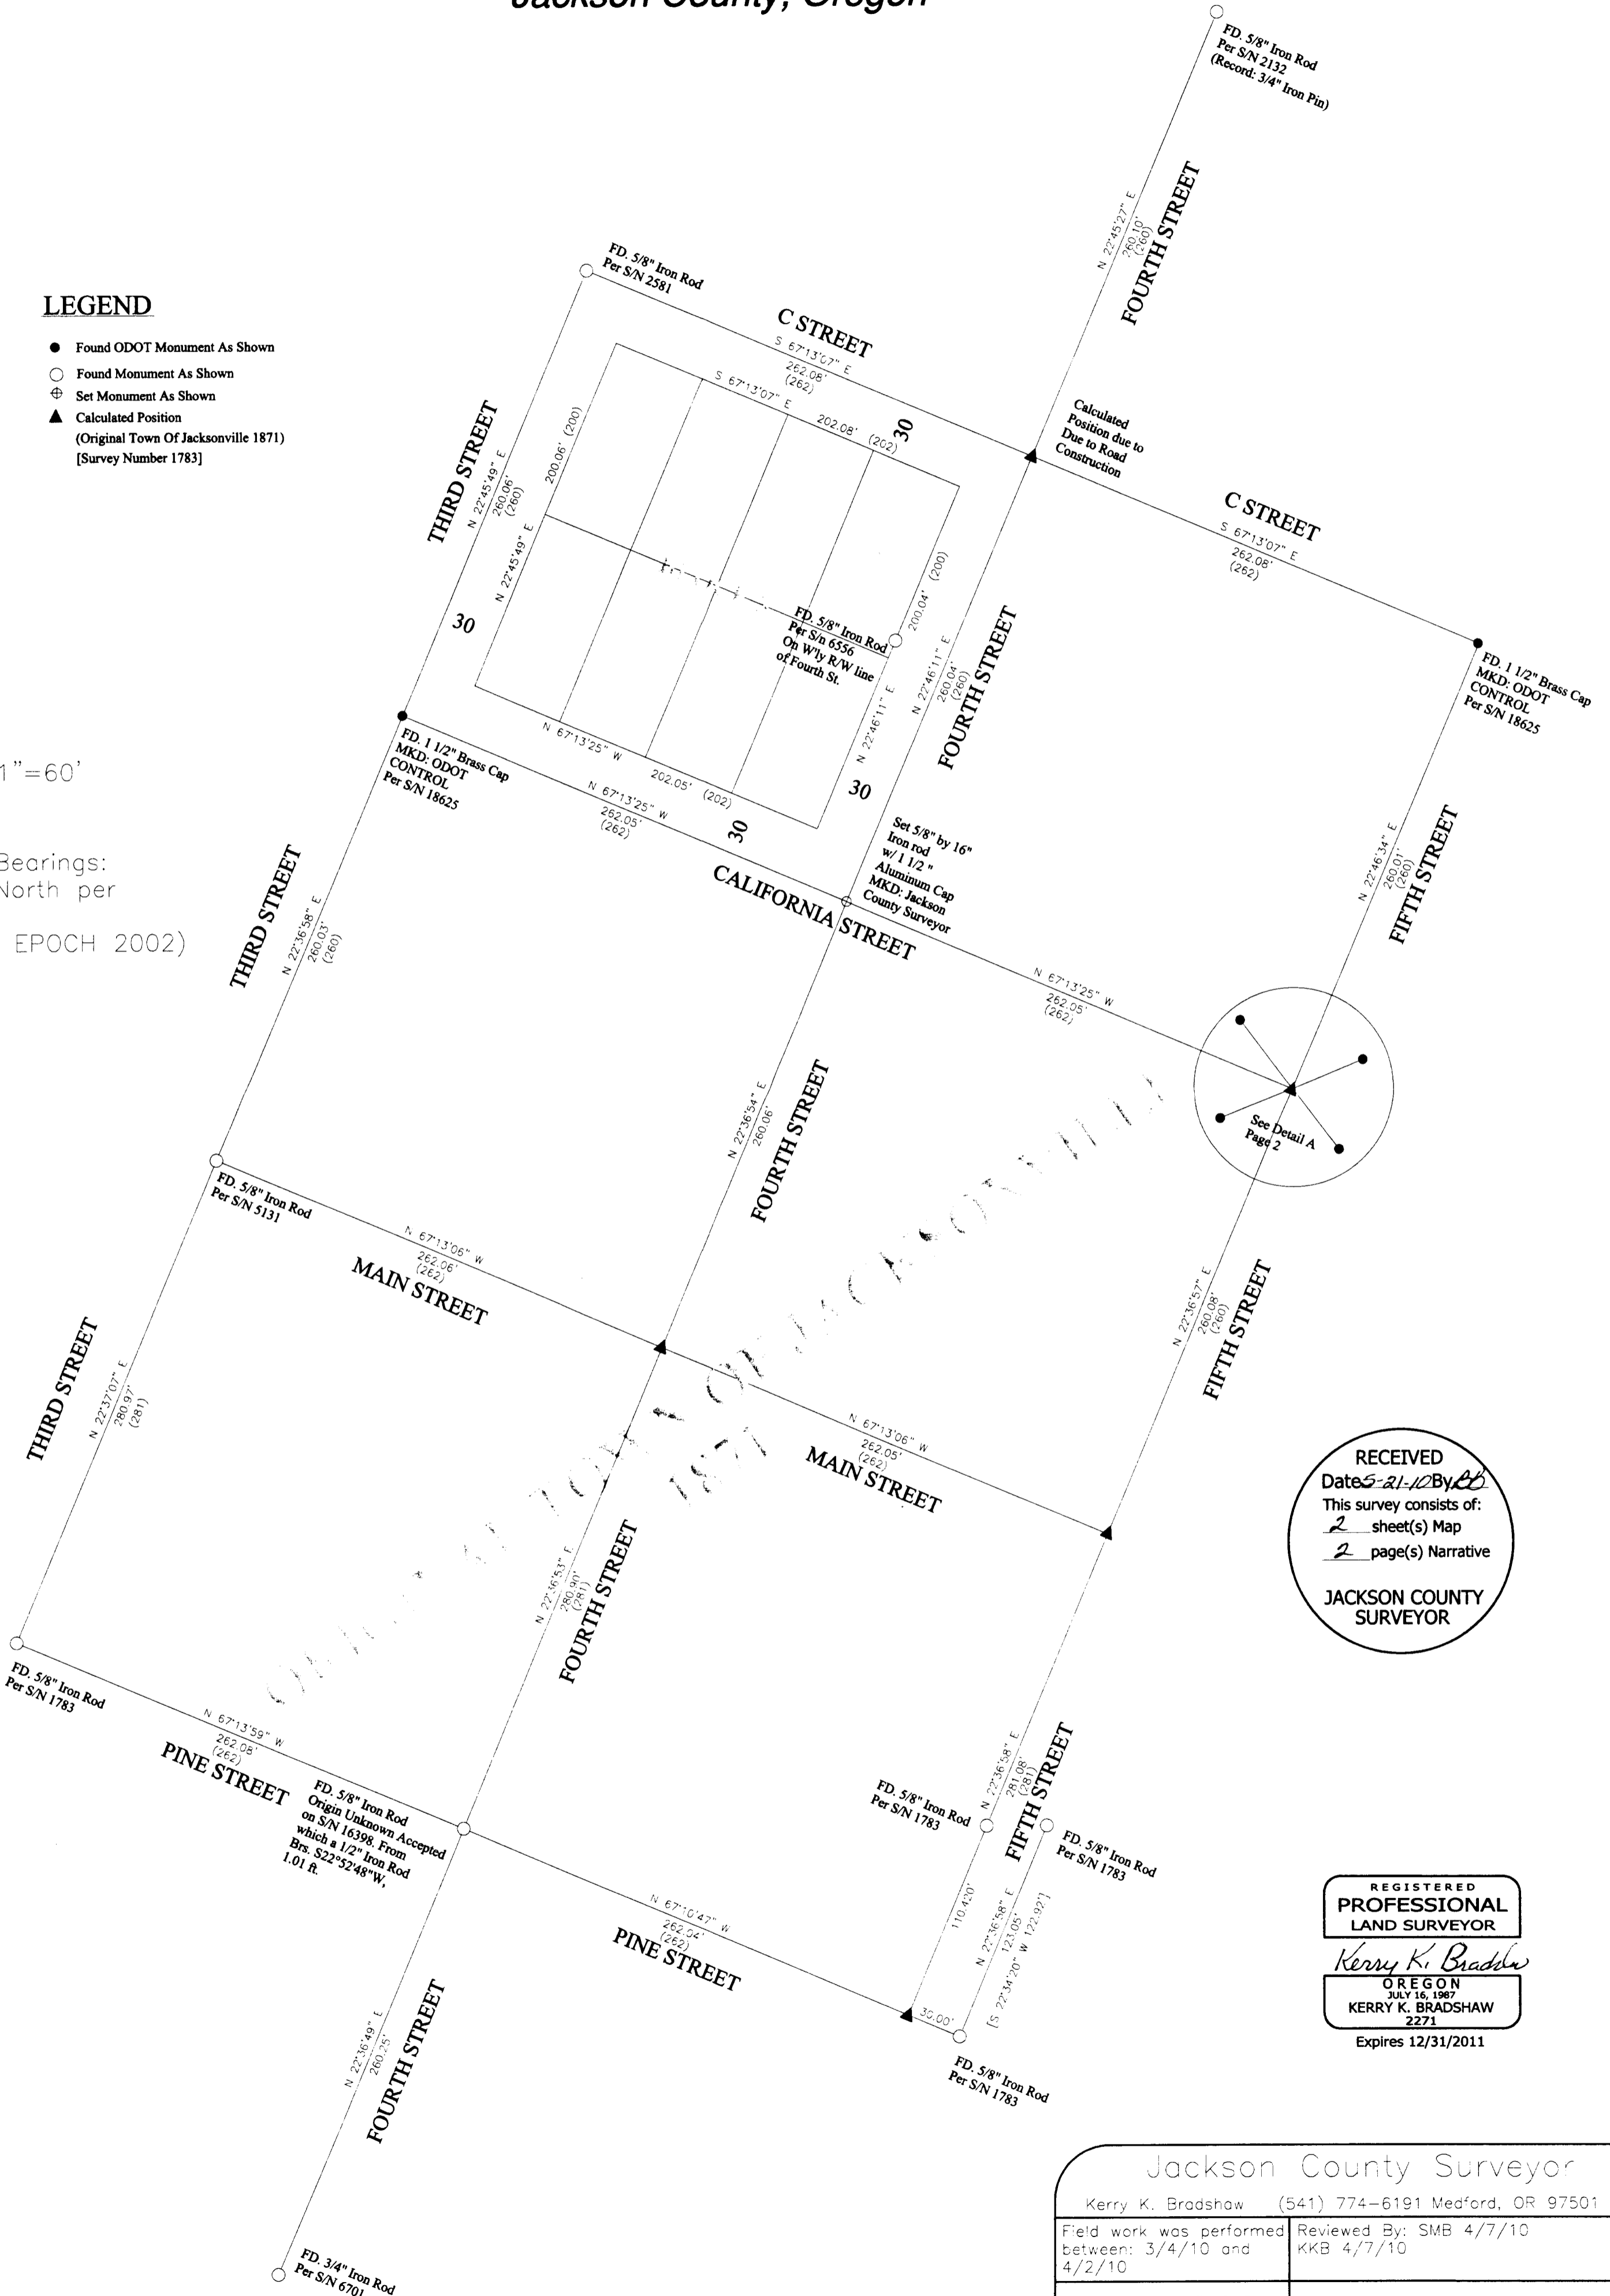 Jackson County, Oregon
FD. 5/8" Iron Rod
Per S/N 2132
(Record: 3/4" Iron Pin)
N 22°45'27" E
260.10'
(260)
FOURTH STREET
FD. 5/8" Iron Rod
Per S/N 2581
LEGEND
Found ODOT Monument As Shown
Found Monument As Shown
Set Monument As Shown
Calculated Position
(Original Town Of Jacksonville 1871)
[Survey Number 1783]
C STREET
S 67°13'07" E
262.08'
(262)
S 67°13'07" E
202.08' (202)
30
THIRD STREET
N 22°45'49" E
260.06'
(260)
200.06' (200)
N 22°45'49" E
30
Calculated
Position due to
Due to Road
Construction
C STREET
S 67°13'07" E
262.08'
(262)
200.04' (200)
FD. 5/8" Iron Rod
Per S/n 6556
On W'ly R/W line
of Fourth St.
N 22°46'11" E
N 22°46'11" E
260.04'
(260)
FOURTH STREET
FD. 1 1/2" Brass Cap
MKD: ODOT
CONTROL
Per S/N 18625
FD. 1 1/2" Brass Cap
MKD: ODOT
CONTROL
Per S/N 18625
N 67°13'25" W
202.05' (202)
N 67°13'25" W
262.05'
(262)
30
30
1"=60'
Bearings:
North per
EPOCH 2002)
Set 5/8" by 16"
Iron rod
w/ 1 1/2 "
Aluminum Cap
MKD: Jackson
County Surveyor
CALIFORNIA STREET
N 22°46'34" E
260.01'
(260)
FIFTH STREET
THIRD STREET
N 22°36'58" E
260.03'
(260)
N 67°13'25" W
262.05'
(262)
N 22°36'54" E
260.06'
FOURTH STREET
See Detail A
Page 2
FD. 5/8" Iron Rod
Per S/N 5131
N 67°13'06" W
262.06'
(262)
MAIN STREET
N 22°36'57" E
260.08'
(260)
FIFTH STREET
THIRD STREET
N 22°37'07" E
280.97'
(281)
TOWN OF JACKSONVILLE
1871
N 67°13'06" W
262.05'
(262)
MAIN STREET
RECEIVED
Date 5-21-10 By BB
This survey consists of:
2 sheet(s) Map
2 page(s) Narrative
JACKSON COUNTY
SURVEYOR
N 22°36'53" E
280.90'
(281)
FOURTH STREET
FD. 5/8" Iron Rod
Per S/N 1783
N 67°13'59" W
262.08'
(262)
PINE STREET
FD. 5/8" Iron Rod
Origin Unknown Accepted
on S/N 16398. From
which a 1/2" Iron Rod
Brs. S22°52'48"W,
1.01 ft.
FD. 5/8" Iron Rod
Per S/N 1783
N 22°36'58" E
281.08'
(281)
FIFTH STREET
FD. 5/8" Iron Rod
Per S/N 1783
110.420'
N 22°36'58" E
123.05'
[S 22°34'20" W 122.92']
N 67°10'47" W
262.04'
(262)
PINE STREET
30.00'
FD. 5/8" Iron Rod
Per S/N 1783
REGISTERED
PROFESSIONAL
LAND SURVEYOR
Kerry K. Bradshaw
OREGON
JULY 16, 1987
KERRY K. BRADSHAW
2271
Expires 12/31/2011
N 22°36'49" E
260.25'
FOURTH STREET
FD. 3/4" Iron Rod
Per S/N 6701
Jackson County Surveyor
Kerry K. Bradshaw (541) 774-6191 Medford, OR 97501
Field work was performed
between: 3/4/10 and
4/2/10
Reviewed By: SMB 4/7/10
KKB 4/7/10